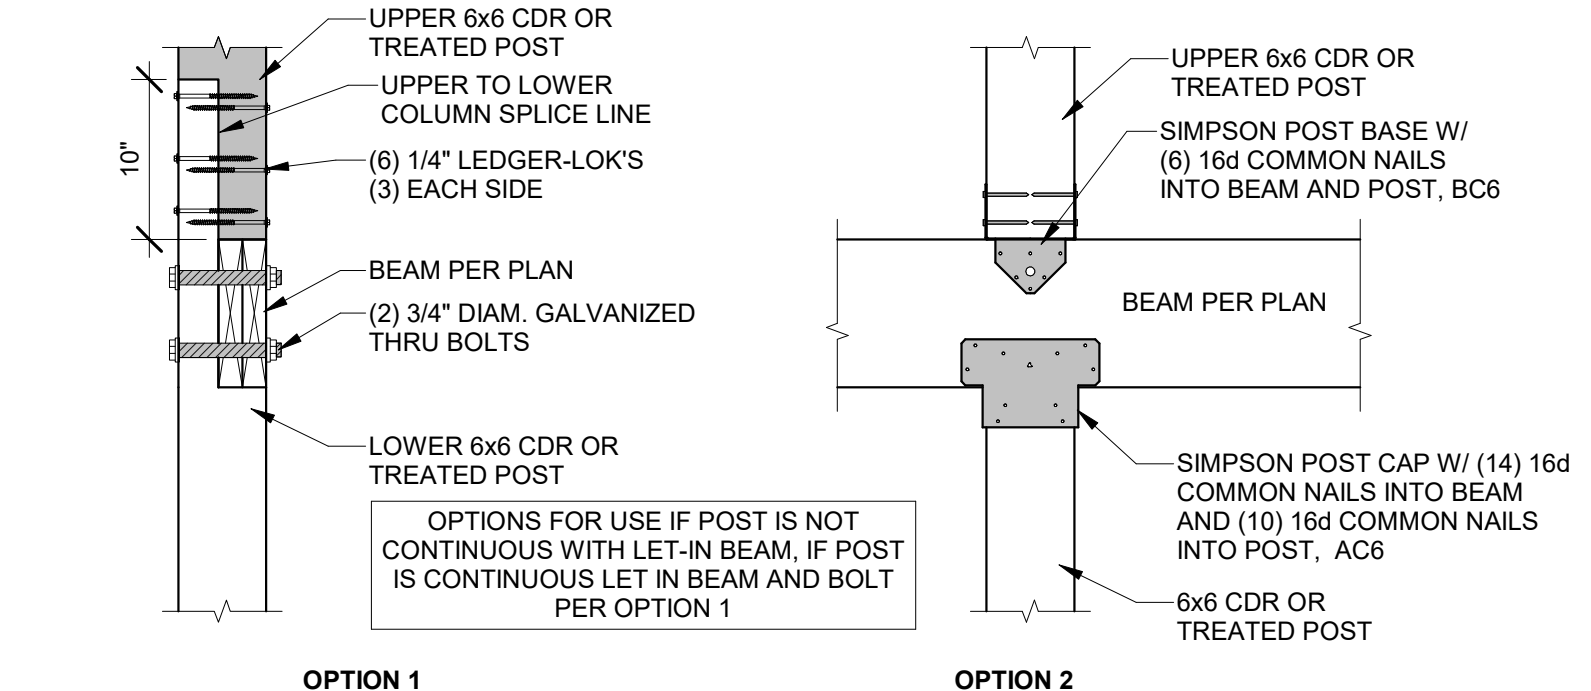 UPPER 6x6 CDR OR
TREATED POST
UPPER TO LOWER
COLUMN SPLICE LINE
10"
(6) 1/4" LEDGER-LOK'S
(3) EACH SIDE
BEAM PER PLAN
(2) 3/4" DIAM. GALVANIZED
THRU BOLTS
LOWER 6x6 CDR OR
TREATED POST
OPTIONS FOR USE IF POST IS NOT
CONTINUOUS WITH LET-IN BEAM, IF POST
IS CONTINUOUS LET IN BEAM AND BOLT
PER OPTION 1
OPTION 1
UPPER 6x6 CDR OR
TREATED POST
SIMPSON POST BASE W/
(6) 16d COMMON NAILS
INTO BEAM AND POST, BC6
BEAM PER PLAN
SIMPSON POST CAP W/ (14) 16d
COMMON NAILS INTO BEAM
AND (10) 16d COMMON NAILS
INTO POST, AC6
6x6 CDR OR
TREATED POST
OPTION 2